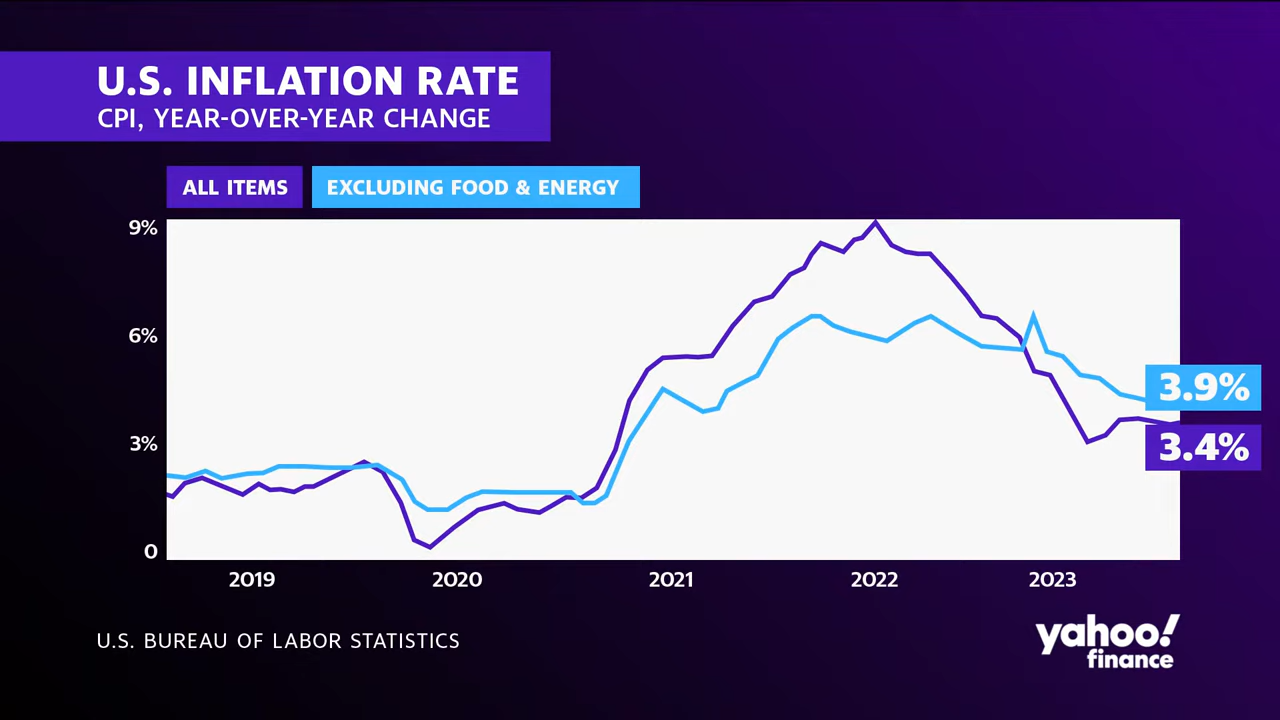 U.S. INFLATION RATE
CPI, YEAR-OVER-YEAR CHANGE
ALL ITEMS
EXCLUDING FOOD & ENERGY
9%
6%
3%
0
3.9%
3.4%
2019
2020
2021
2022
2023
U.S. BUREAU OF LABOR STATISTICS
yahoo!
finance